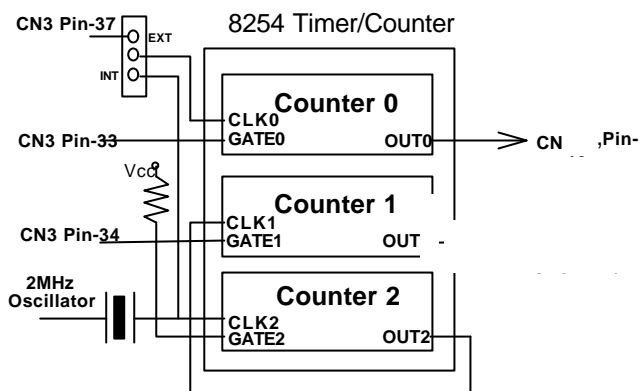 CN3 Pin-37
EXT
INT
8254 Timer/Counter
Counter 0
CLK0
GATE0
OUT0
CN ,Pin-
CN3 Pin-33
Vcc
Counter 1
CLK1
GATE1
OUT -
CN3 Pin-34
2MHz
Oscillator
Counter 2
CLK2
GATE2
OUT2